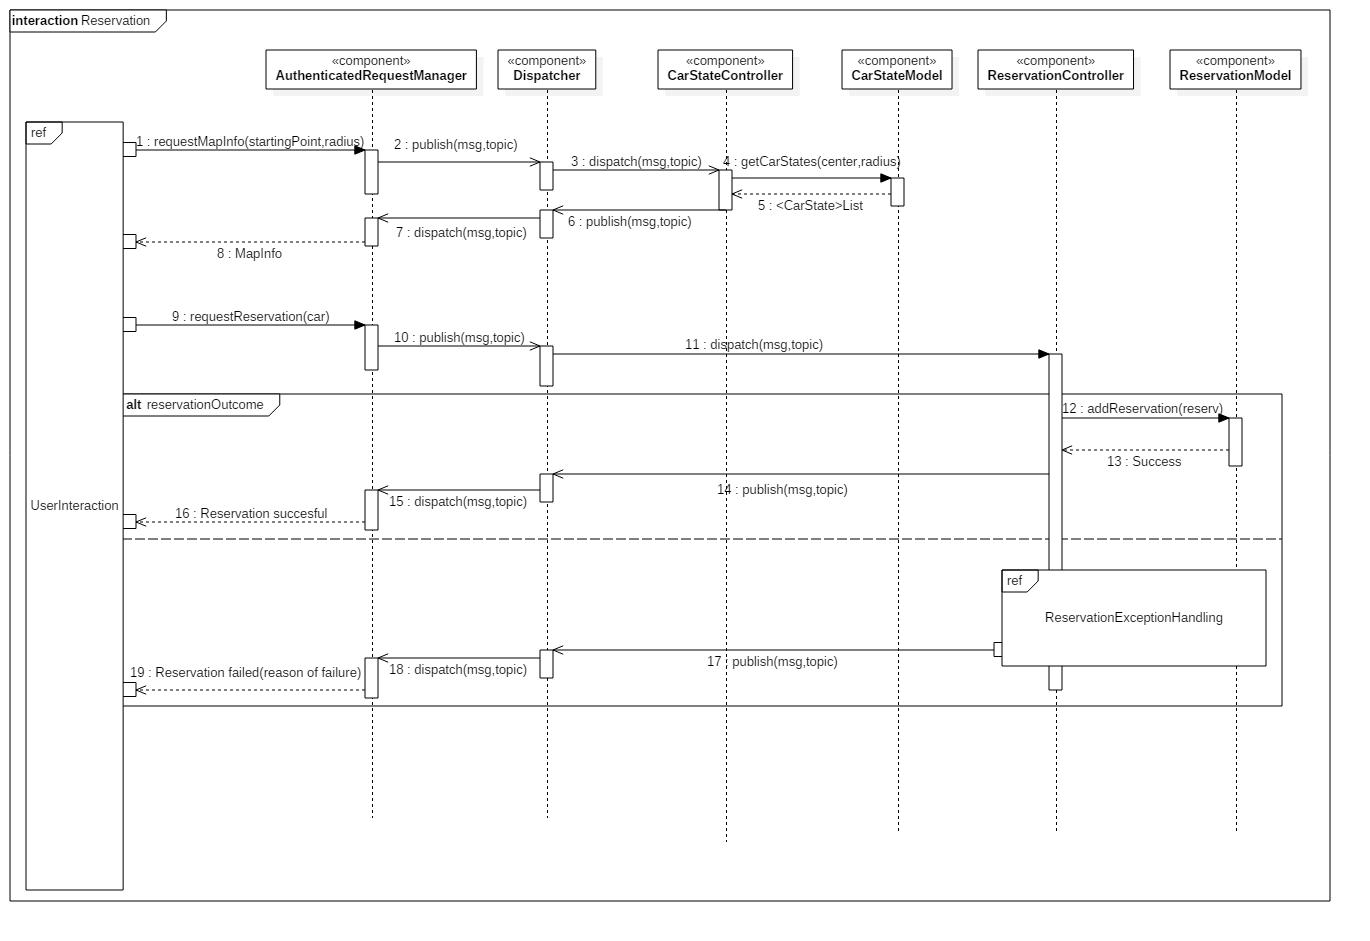 interaction Reservation
«component»
AuthenticatedRequestManager
«component»
Dispatcher
«component»
CarStateController
«component»
CarStateModel
«component»
ReservationController
«component»
ReservationModel
ref
1 : requestMapInfo(startingPoint,radius)
2 : publish(msg,topic)
3 : dispatch(msg,topic)
4 : getCarStates(center,radius)
5 : <CarState>List
6 : publish(msg,topic)
7 : dispatch(msg,topic)
8 : MapInfo
9 : requestReservation(car)
10 : publish(msg,topic)
11 : dispatch(msg,topic)
alt reservationOutcome
12 : addReservation(reserv)
13 : Success
14 : publish(msg,topic)
15 : dispatch(msg,topic)
UserInteraction
16 : Reservation succesful
ref
ReservationExceptionHandling
17 : publish(msg,topic)
18 : dispatch(msg,topic)
19 : Reservation failed(reason of failure)